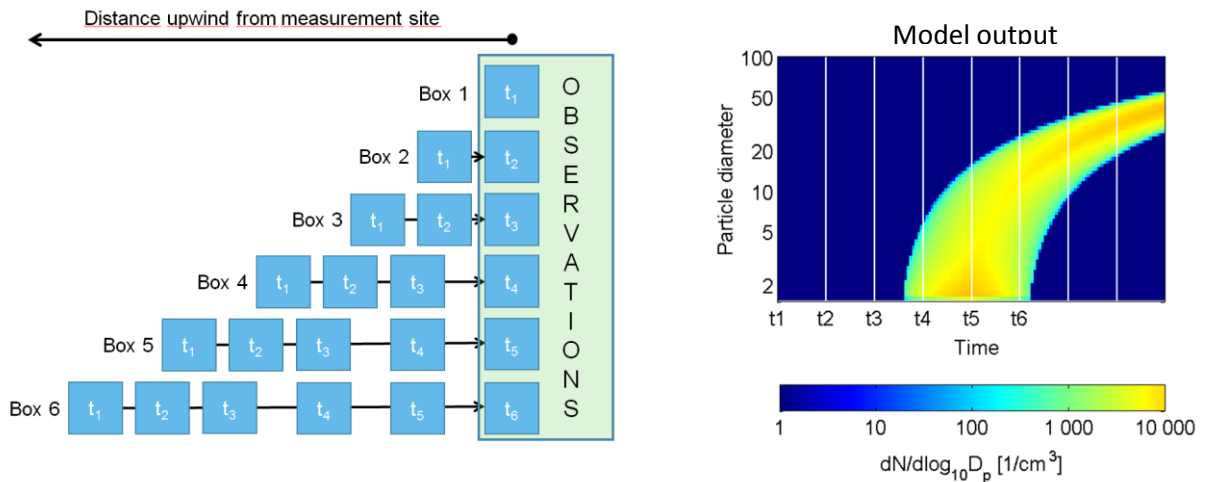 Distance upwind from measurement site
Box 1 t1
Box 2 t1 t2
Box 3 t1 t2 t3
Box 4 t1 t2 t3 t4
Box 5 t1 t2 t3 t4 t5
Box 6 t1 t2 t3 t4 t5 t6
OBSERVATIONS
Model output
Particle diameter
100
50
20
10
5
2
t1 t2 t3 t4 t5 t6
Time
1 10 100 1 000 10 000
dN/dlog10Dp [1/cm³]